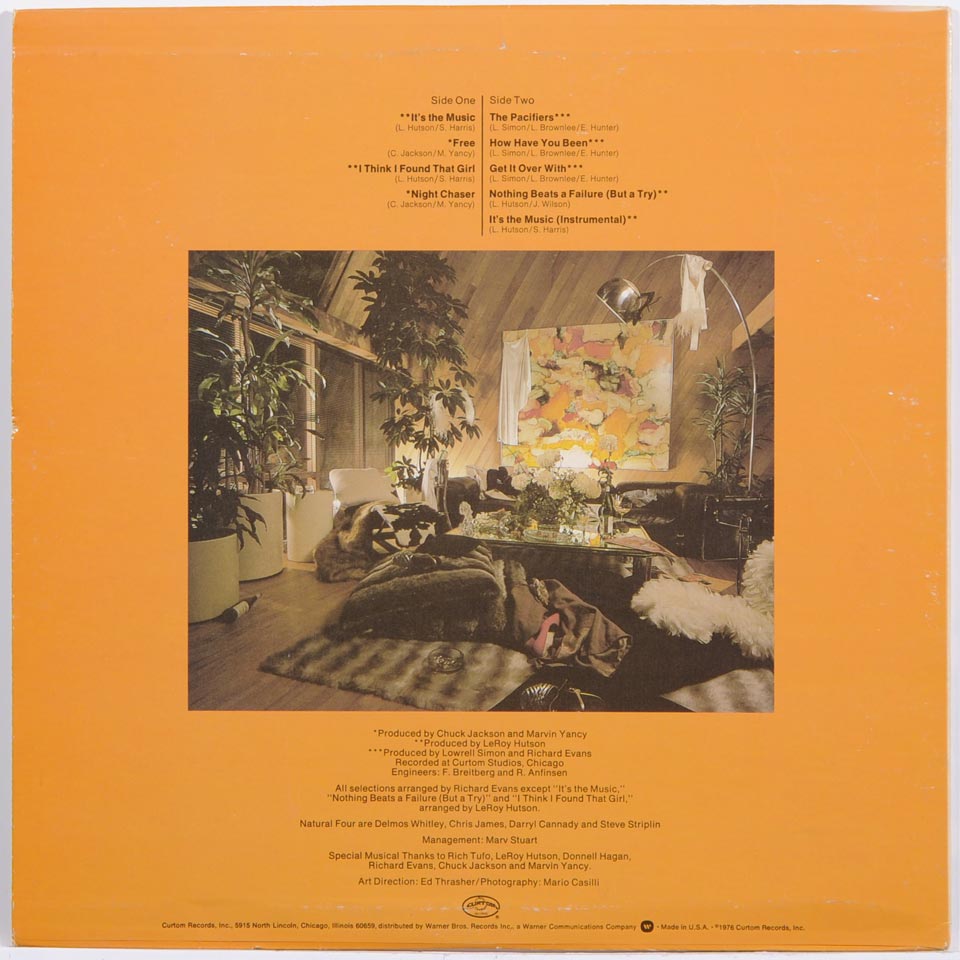 Side One
**It's the Music
(L. Hutson/S. Harris)
*Free
(C. Jackson/M. Yancy)
**I Think I Found That Girl
(L. Hutson/S. Harris)
*Night Chaser
(C. Jackson/M. Yancy)
Side Two
The Pacifiers***
(L. Simon/L. Brownlee/E. Hunter)
How Have You Been***
(L. Simon/L. Brownlee/E. Hunter)
Get It Over With***
(L. Simon/L. Brownlee/E. Hunter)
Nothing Beats a Failure (But a Try)**
(L. Hutson/J. Wilson)
It's the Music (Instrumental)**
(L. Hutson/S. Harris)
*Produced by Chuck Jackson and Marvin Yancy
**Produced by LeRoy Hutson
***Produced by Lowrell Simon and Richard Evans
Recorded at Curtom Studios, Chicago
Engineers: F. Breitberg and R. Anfinsen
All selections arranged by Richard Evans except "It's the Music,"
"Nothing Beats a Failure (But a Try)" and "I Think I Found That Girl,"
arranged by LeRoy Hutson.
Natural Four are Delmos Whitley, Chris James, Darryl Cannady and Steve Striplin
Management: Marv Stuart
Special Musical Thanks to Rich Tufo, LeRoy Hutson, Donnell Hagan,
Richard Evans, Chuck Jackson and Marvin Yancy.
Art Direction: Ed Thrasher/Photography: Mario Casilli
CURTOM
Curtom Records, Inc., 5915 North Lincoln, Chicago, Illinois 60659, distributed by Warner Bros. Records Inc., a Warner Communications Company W · Made in U.S.A. · ℗1976 Curtom Records, Inc.